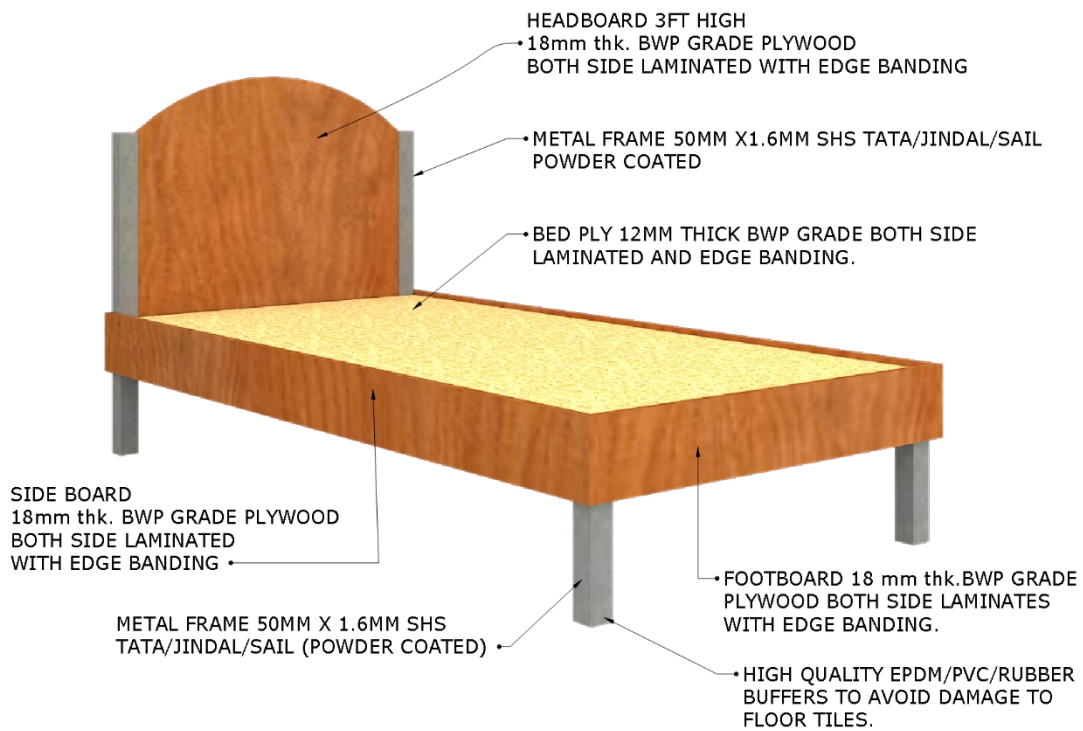 HEADBOARD 3FT HIGH
18mm thk. BWP GRADE PLYWOOD
BOTH SIDE LAMINATED WITH EDGE BANDING
METAL FRAME 50MM X1.6MM SHS TATA/JINDAL/SAIL
POWDER COATED
BED PLY 12MM THICK BWP GRADE BOTH SIDE
LAMINATED AND EDGE BANDING.
SIDE BOARD
18mm thk. BWP GRADE PLYWOOD
BOTH SIDE LAMINATED
WITH EDGE BANDING
FOOTBOARD 18 mm thk.BWP GRADE
PLYWOOD BOTH SIDE LAMINATES
WITH EDGE BANDING.
METAL FRAME 50MM X 1.6MM SHS
TATA/JINDAL/SAIL (POWDER COATED)
HIGH QUALITY EPDM/PVC/RUBBER
BUFFERS TO AVOID DAMAGE TO
FLOOR TILES.